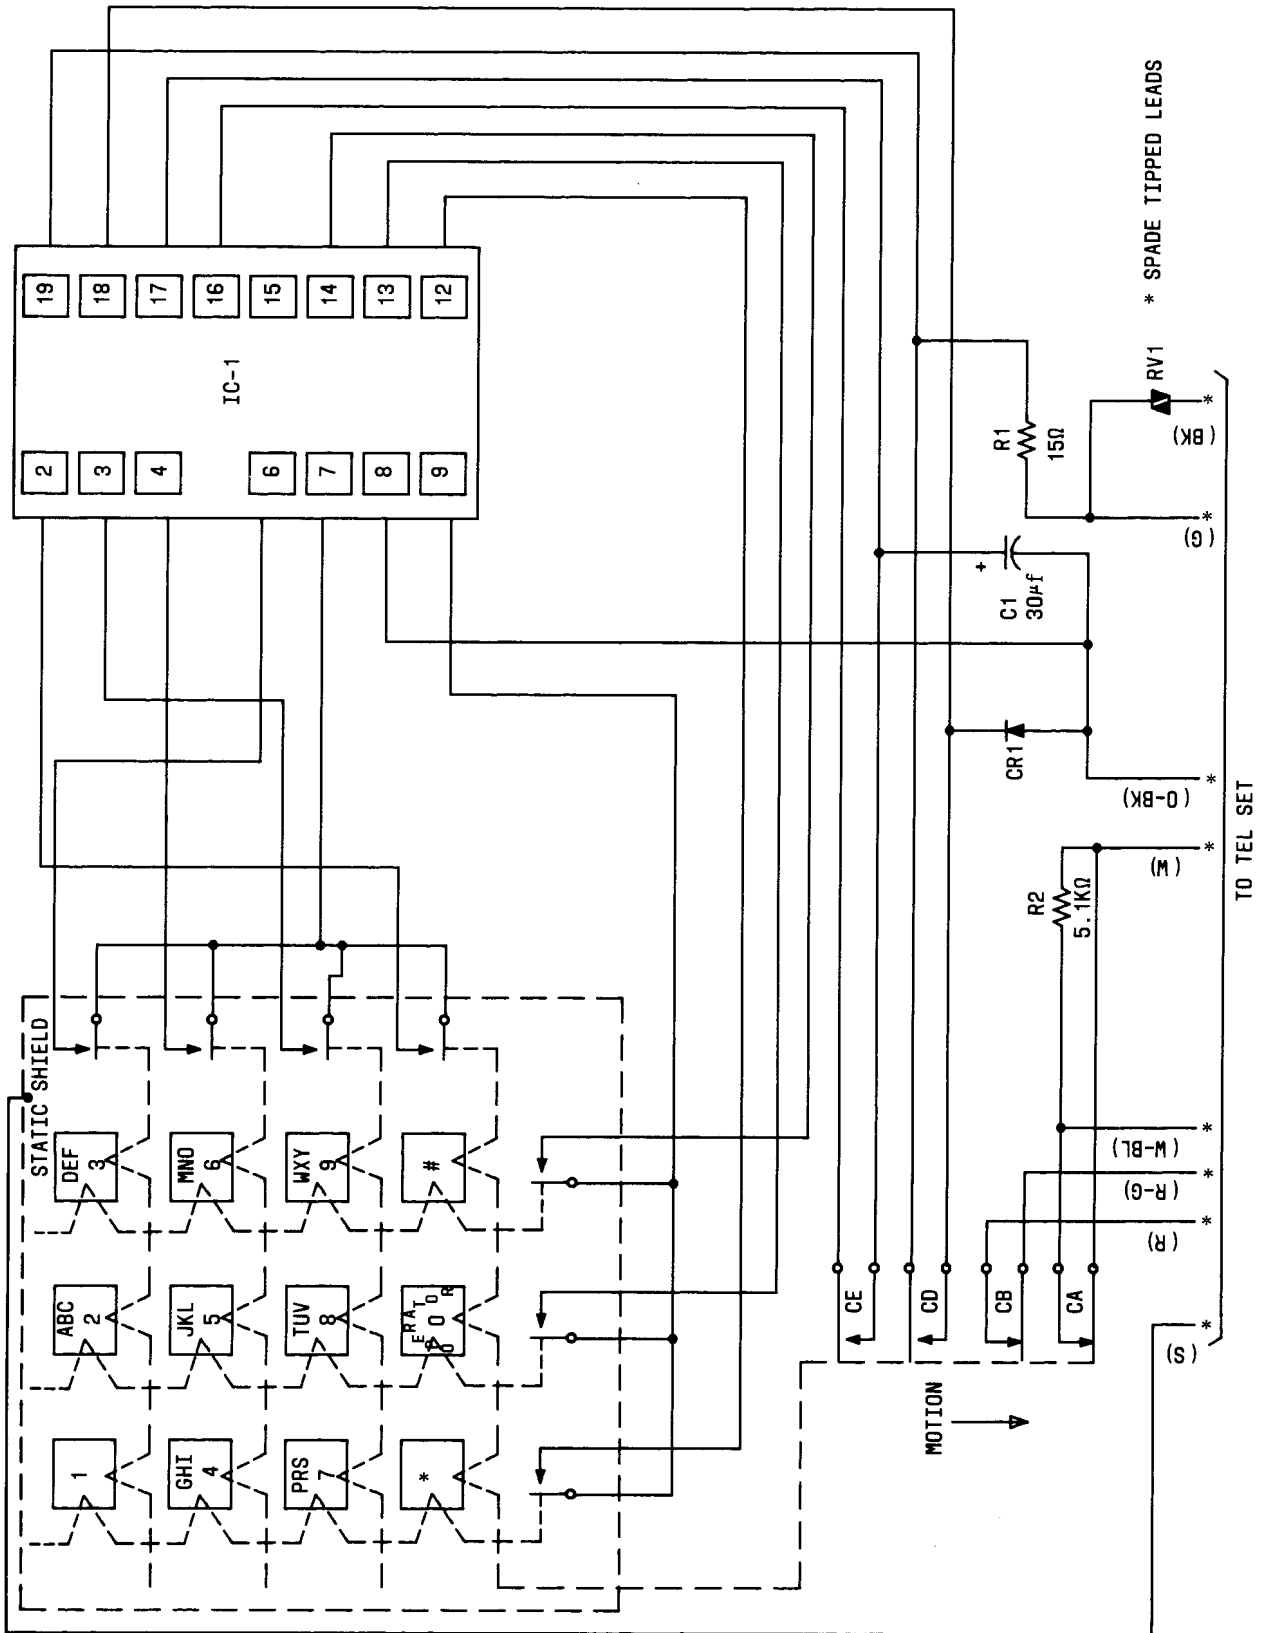 19
18
17
16
15
14
13
12
IC-1
2
3
4
6
7
8
9
* SPADE TIPPED LEADS
RV1
R1
15Ω
(BK)
*
(G)
*
+
C1
30µf
CR1
(O-BK)
*
R2
5.1KΩ
(W)
*
TO TEL SET
(W-BL)
*
(R-G)
*
(R)
*
(S)
*
STATIC SHIELD
1
ABC
2
DEF
3
GHI
4
JKL
5
MNO
6
PRS
7
TUV
8
WXY
9
*
OPERATOR
0
#
CE
CD
CB
CA
MOTION